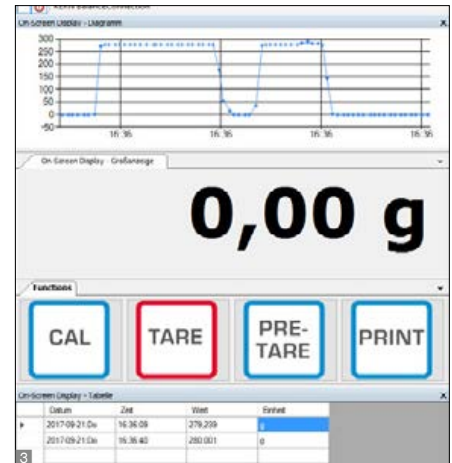 KERN BalanceConnection
On-Screen Display - Diagramm x
300
250
200
150
100
50
0
-50
16:36 16:36 16:36 16:36
On-Screen Display - Großanzeige
0,00 g
Functions
CAL TARE PRE-TARE PRINT
On-Screen Display - Tabelle x
Datum Zeit Wert Einheit
2017-09-21.Do 16:36:09 279,239 g
2017-09-21.Do 16:36:40 280.001 g
3